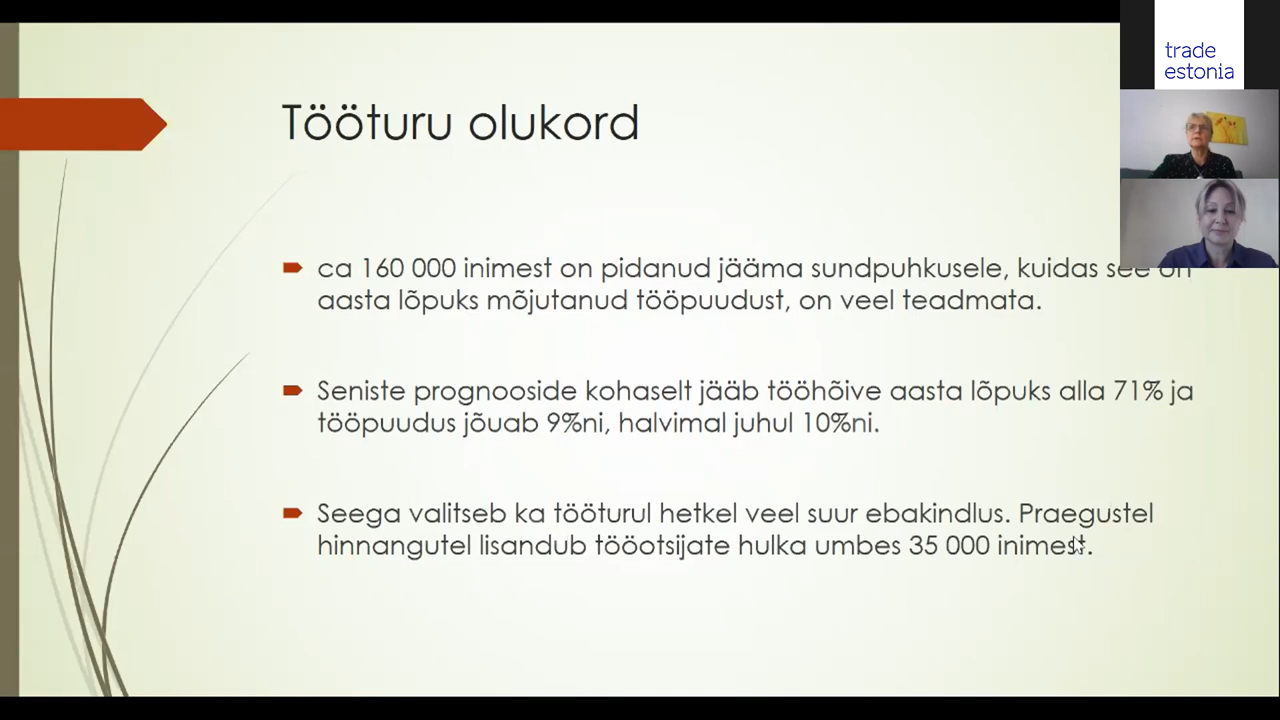 trade
estonia
Tööturu olukord
ca 160 000 inimest on pidanud jääma sundpuhkusele, kuidas see on
aasta lõpuks mõjutanud tööpuudust, on veel teadmata.
Seniste prognooside kohaselt jääb tööhõive aasta lõpuks alla 71% ja
tööpuudus jõuab 9%ni, halvimal juhul 10%ni.
Seega valitseb ka tööturul hetkel veel suur ebakindlus. Praegustel
hinnangutel lisandub tööotsijate hulka umbes 35 000 inimest.